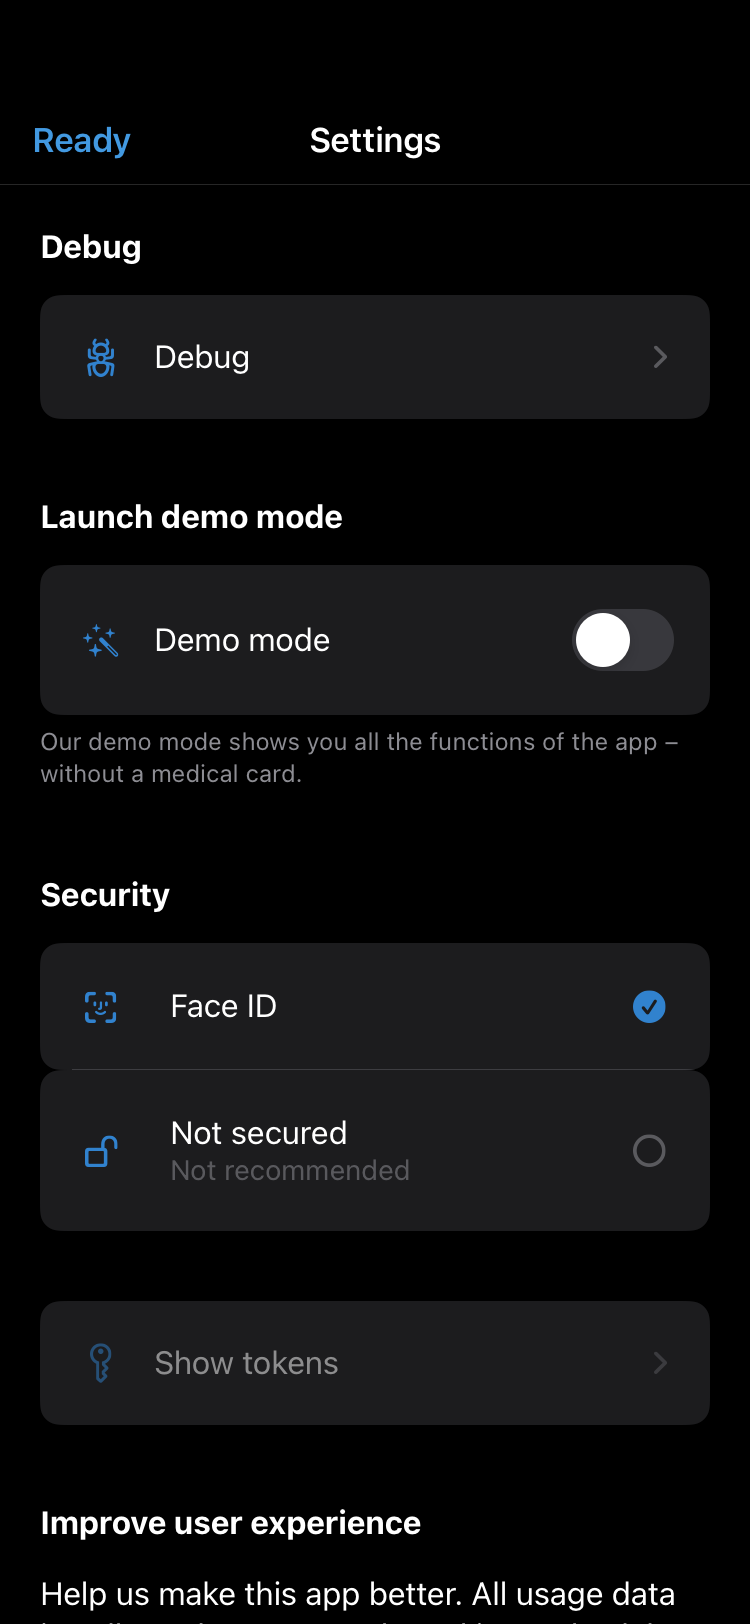 Ready
Settings
Debug
Debug
Launch demo mode
Demo mode
Our demo mode shows you all the functions of the app –
without a medical card.
Security
Face ID
Not secured
Not recommended
Show tokens
Improve user experience
Help us make this app better. All usage data